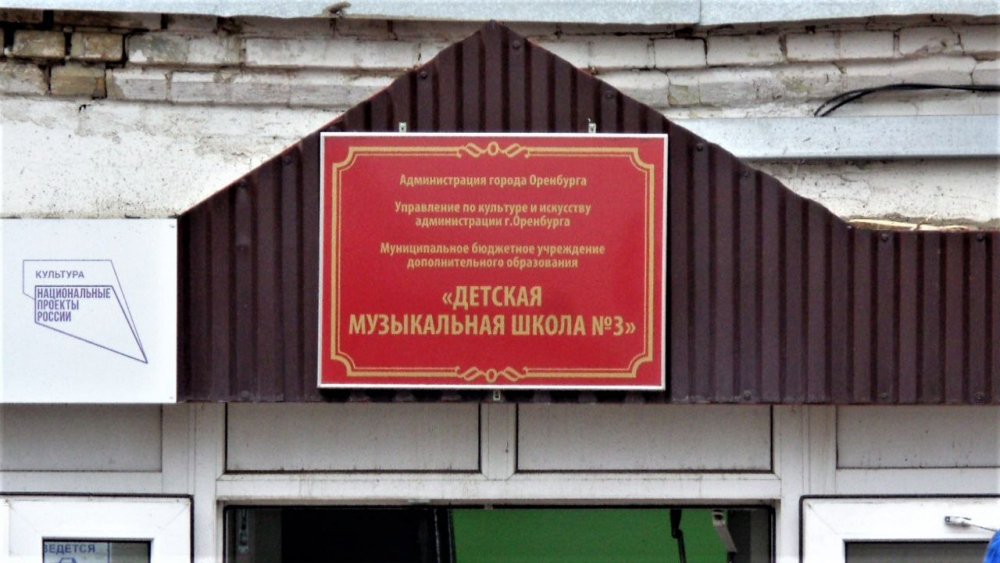 Администрация города Оренбурга
Управление по культуре и искусству
администрации г.Оренбурга
Муниципальное бюджетное учреждение
дополнительного образования
«ДЕТСКАЯ
МУЗЫКАЛЬНАЯ ШКОЛА №3»
КУЛЬТУРА
НАЦИОНАЛЬНЫЕ
ПРОЕКТЫ
РОССИИ
ВЕДЁТСЯ